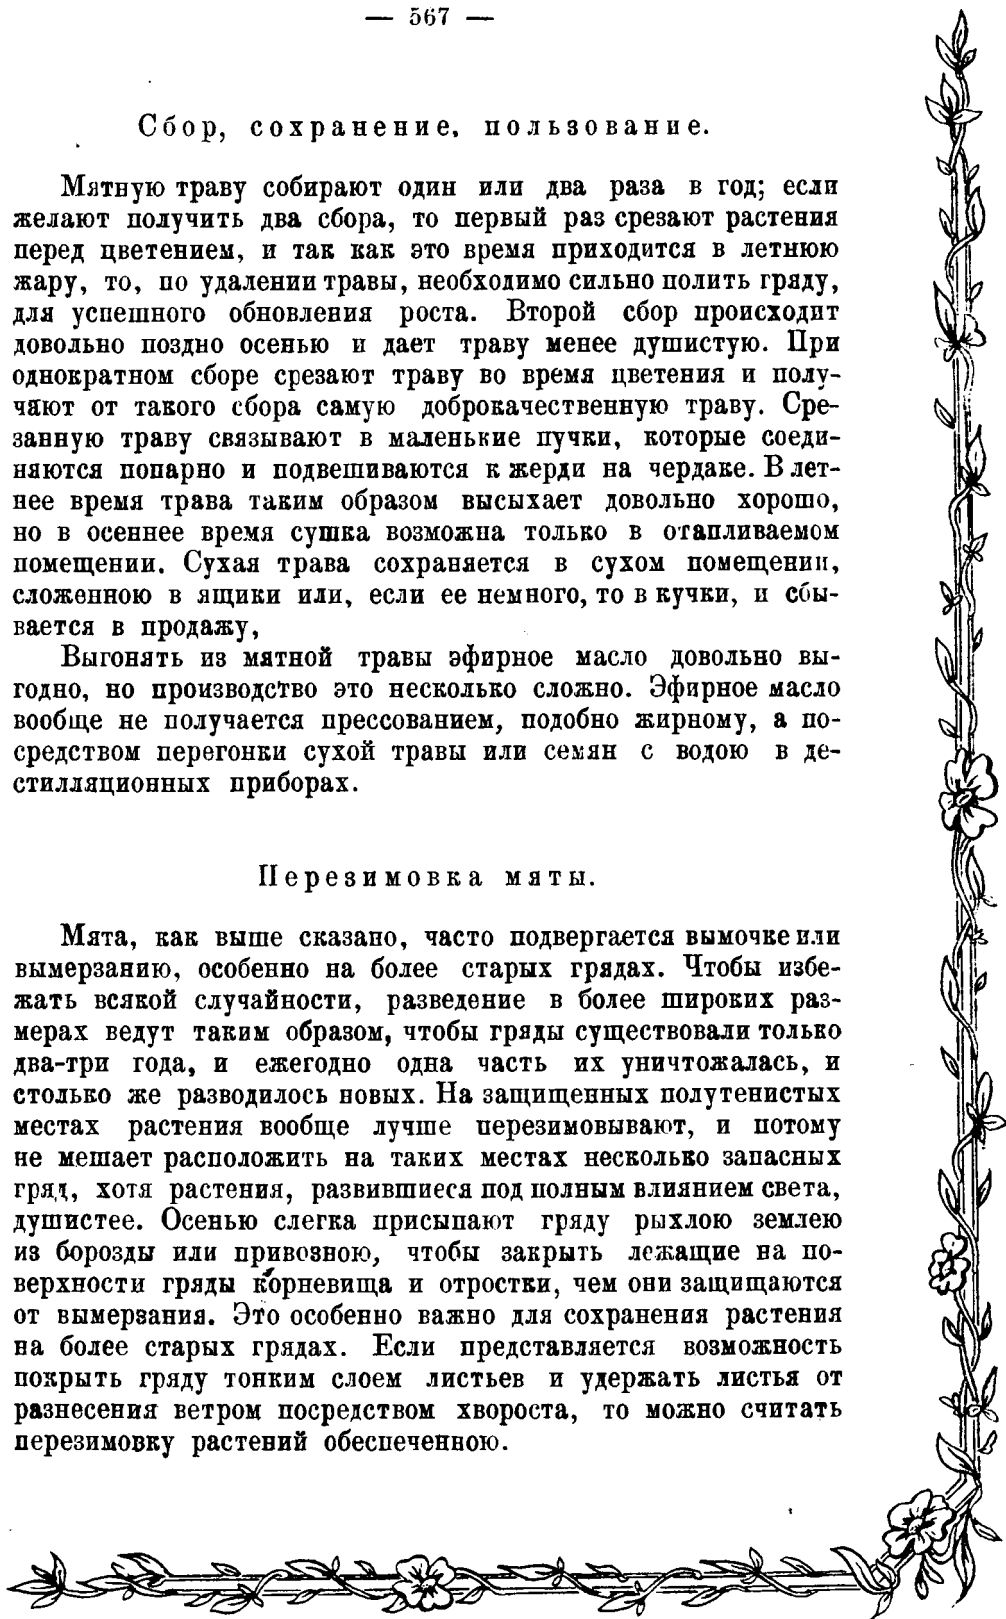 — 567 —
Сбор, сохранение, пользование.
Мятную траву собирают один или два раза в год; если
желают получить два сбора, то первый раз срезают растения
перед цветением, и так как это время приходится в летнюю
жару, то, по удалении травы, необходимо сильно полить гряду,
для успешного обновления роста. Второй сбор происходит
довольно поздно осенью и дает траву менее душистую. При
однократном сборе срезают траву во время цветения и полу-
чают от такого сбора самую доброкачественную траву. Сре-
занную траву связывают в маленькие пучки, которые соеди-
няются попарно и подвешиваются к жерди на чердаке. В лет-
нее время трава таким образом высыхает довольно хорошо,
но в осеннее время сушка возможна только в отапливаемом
помещении. Сухая трава сохраняется в сухом помещении,
сложенною в ящики или, если ее немного, то в кучки, и сбы-
вается в продажу,
Выгонять из мятной травы эфирное масло довольно вы-
годно, но производство это несколько сложно. Эфирное масло
вообще не получается прессованием, подобно жирному, а по-
средством перегонки сухой травы или семян с водою в де-
стилляционных приборах.
Перезимовка мяты.
Мята, как выше сказано, часто подвергается вымочке или
вымерзанию, особенно на более старых грядах. Чтобы избе-
жать всякой случайности, разведение в более широких раз-
мерах ведут таким образом, чтобы гряды существовали только
два-три года, и ежегодно одна часть их уничтожалась, и
столько же разводилось новых. На защищенных полутенистых
местах растения вообще лучше перезимовывают, и потому
не мешает расположить на таких местах несколько запасных
гряд, хотя растения, развившиеся под полным влиянием света,
душистее. Осенью слегка присыпают гряду рыхлою землею
из борозды или привозною, чтобы закрыть лежащие на по-
верхности гряды корневища и отростки, чем они защищаются
от вымерзания. Это особенно важно для сохранения растения
на более старых грядах. Если представляется возможность
покрыть гряду тонким слоем листьев и удержать листья от
разнесения ветром посредством хвороста, то можно считать
перезимовку растений обеспеченною.